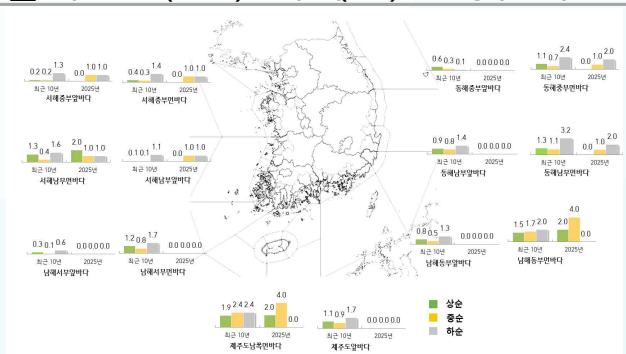 0.2 0.2 1.3 0.0 1.0 1.0
최근 10년 2025년
서해중부앞바다
0.4 0.3 1.4 0.0 1.0 1.0
최근 10년 2025년
서해중부먼바다
0.6 0.3 0.1 0.0 0.0 0.0
최근 10년 2025년
동해중부앞바다
1.1 0.7 2.4 0.0 1.0 2.0
최근 10년 2025년
동해중부먼바다
1.3 0.4 1.6 2.0 1.0 1.0
최근 10년 2025년
서해남부먼바다
0.1 0.1 1.1 0.0 1.0 1.0
최근 10년 2025년
서해남부앞바다
0.9 0.8 1.4 0.0 0.0 0.0
최근 10년 2025년
동해남부앞바다
1.3 1.1 3.2 0.0 1.0 2.0
최근 10년 2025년
동해남부먼바다
0.3 0.1 0.6 0.0 0.0 0.0
최근 10년 2025년
남해서부앞바다
1.2 0.8 1.7 0.0 0.0 0.0
최근 10년 2025년
남해서부먼바다
0.8 0.5 1.3 0.0 0.0 0.0
최근 10년 2025년
남해동부앞바다
1.5 1.7 2.0 2.0 4.0 0.0
최근 10년 2025년
남해동부먼바다
1.9 2.4 2.4 2.0 4.0 0.0
최근 10년 2025년
제주도남쪽먼바다
1.1 0.9 1.7 0.0 0.0 0.0
최근 10년 2025년
제주도앞바다
상순
중순
하순